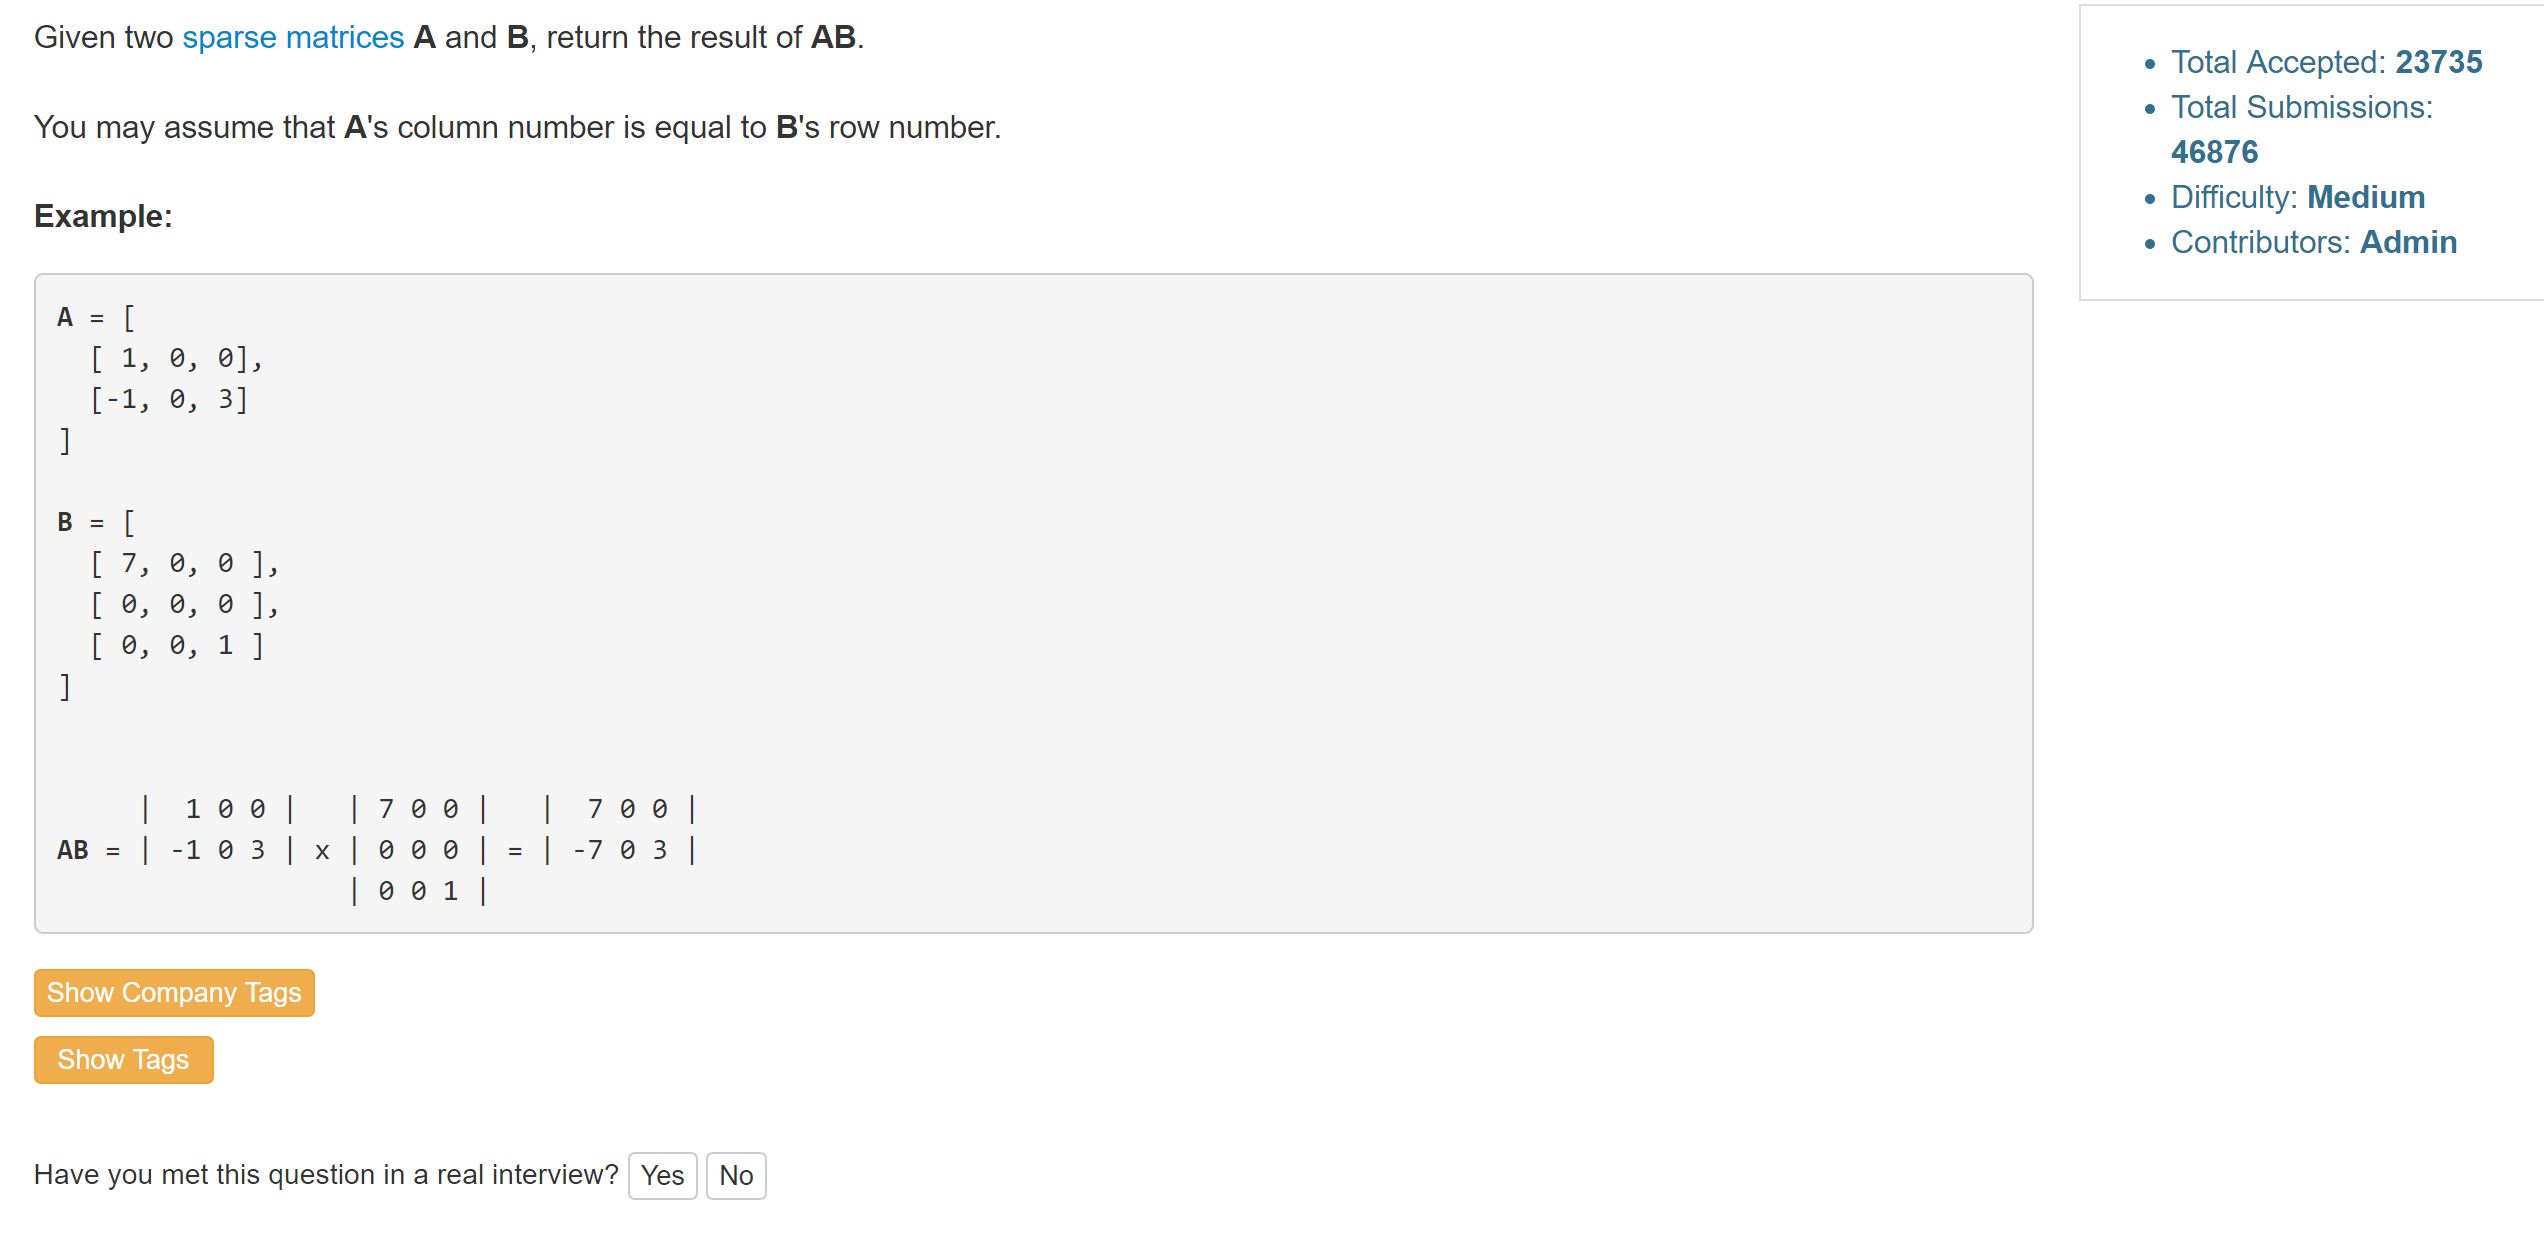 Given two sparse matrices A and B, return the result of AB.
You may assume that A's column number is equal to B's row number.
Example:
A = [
  [ 1, 0, 0],
  [-1, 0, 3]
]
B = [
  [ 7, 0, 0 ],
  [ 0, 0, 0 ],
  [ 0, 0, 1 ]
]
     |  1 0 0 |   | 7 0 0 |   |  7 0 0 |
AB = | -1 0 3 | x | 0 0 0 | = | -7 0 3 |
                  | 0 0 1 |
Show Company Tags
Show Tags
Have you met this question in a real interview? Yes No
• Total Accepted: 23735
• Total Submissions:
46876
• Difficulty: Medium
• Contributors: Admin